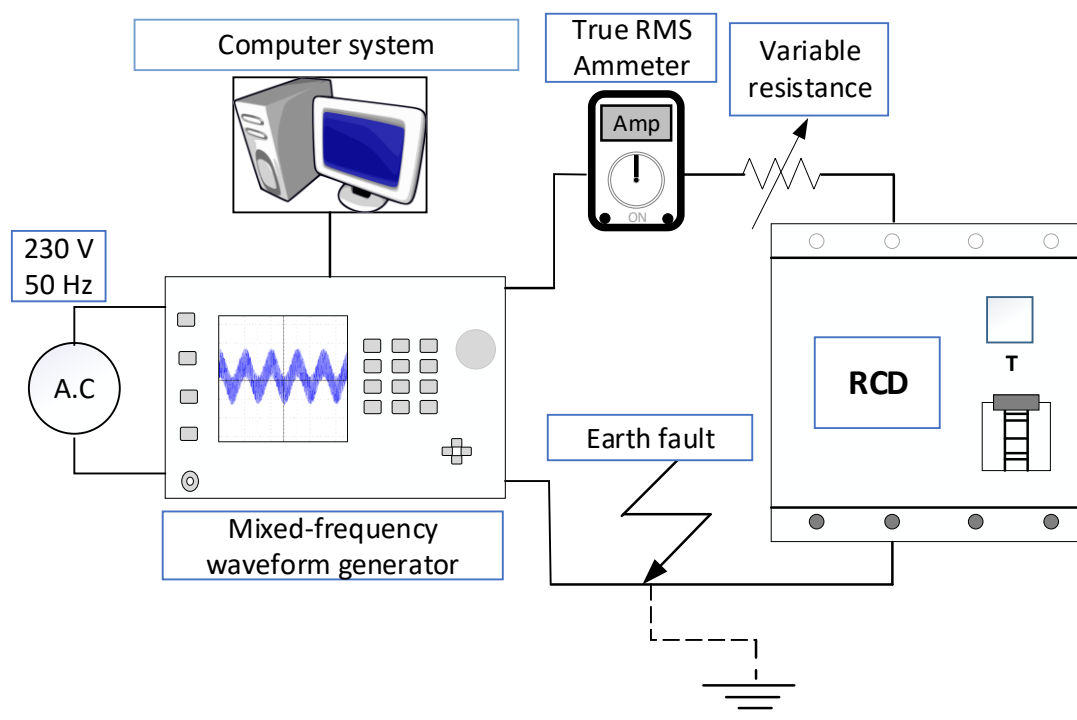 Computer system
True RMS
Ammeter
Variable
resistance
Amp
ON
230 V
50 Hz
A.C
T
RCD
Earth fault
Mixed-frequency
waveform generator